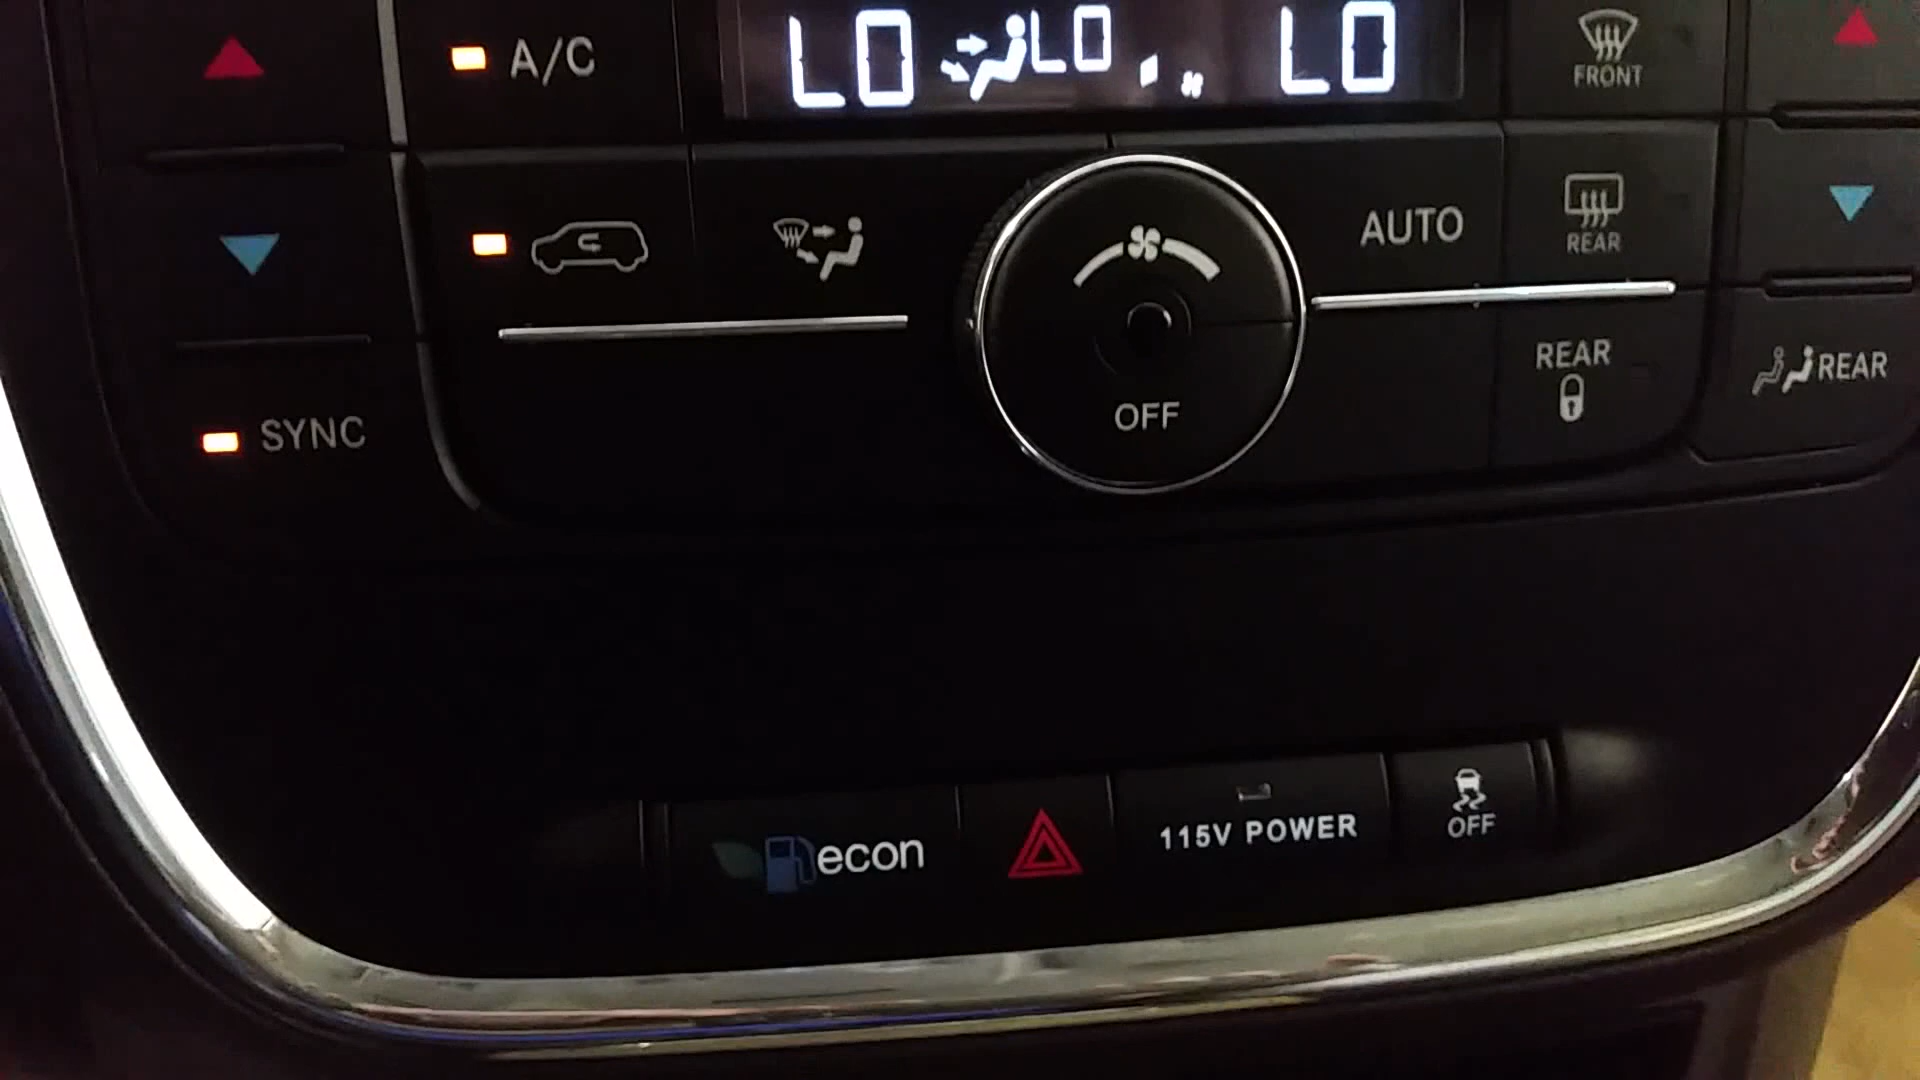 A/C
LO LO LO
FRONT
AUTO
REAR
SYNC
OFF
REAR
REAR
econ
115V POWER
OFF